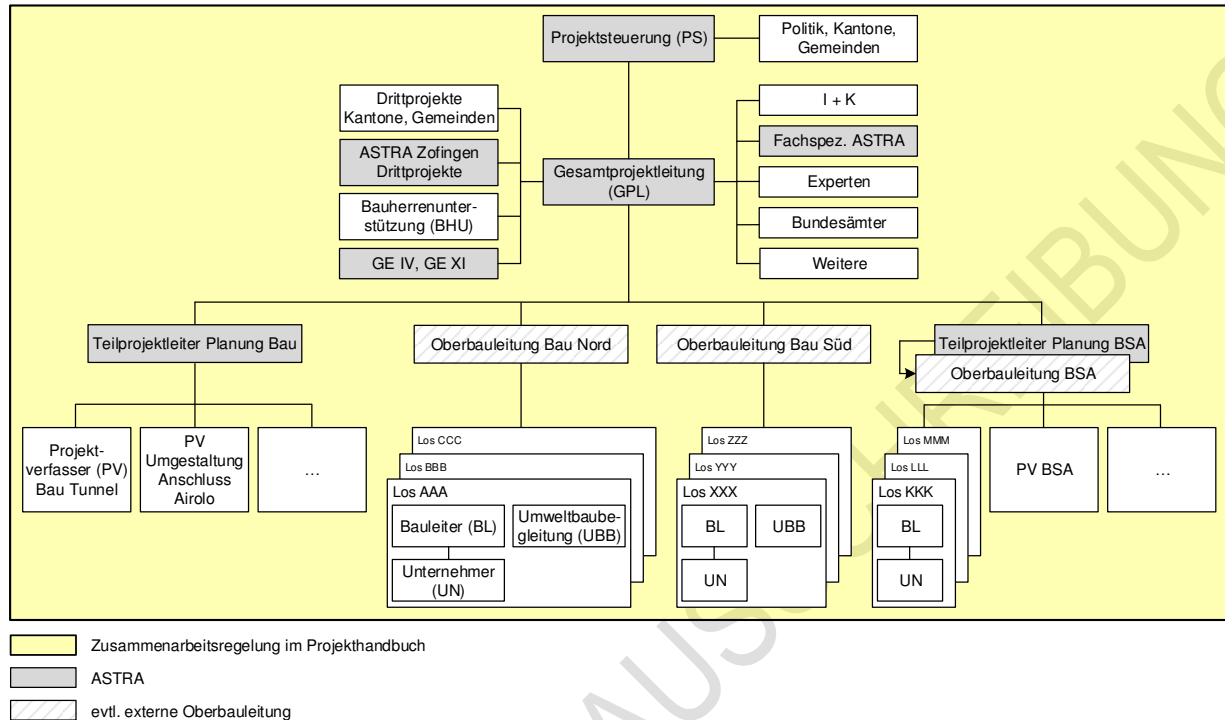 Projektsteuerung (PS)
Politik, Kantone,
Gemeinden
Drittprojekte
Kantone, Gemeinden
ASTRA Zofingen
Drittprojekte
Bauherrenunter-
stützung (BHU)
GE IV, GE XI
Gesamtprojektleitung
(GPL)
I + K
Fachspez. ASTRA
Experten
Bundesämter
Weitere
Teilprojektleiter Planung Bau
Oberbauleitung Bau Nord
Oberbauleitung Bau Süd
Teilprojektleiter Planung BSA
Oberbauleitung BSA
Projekt-
verfasser (PV)
Bau Tunnel
PV
Umgestaltung
Anschluss
Airolo
...
Los CCC
Los BBB
Los AAA
Bauleiter (BL)
Umweltbaube-
gleitung (UBB)
Unternehmer
(UN)
Los ZZZ
Los YYY
Los XXX
BL
UBB
UN
Los MMM
Los LLL
Los KKK
BL
UN
PV BSA
...
Zusammenarbeitsregelung im Projekthandbuch
ASTRA
evtl. externe Oberbauleitung